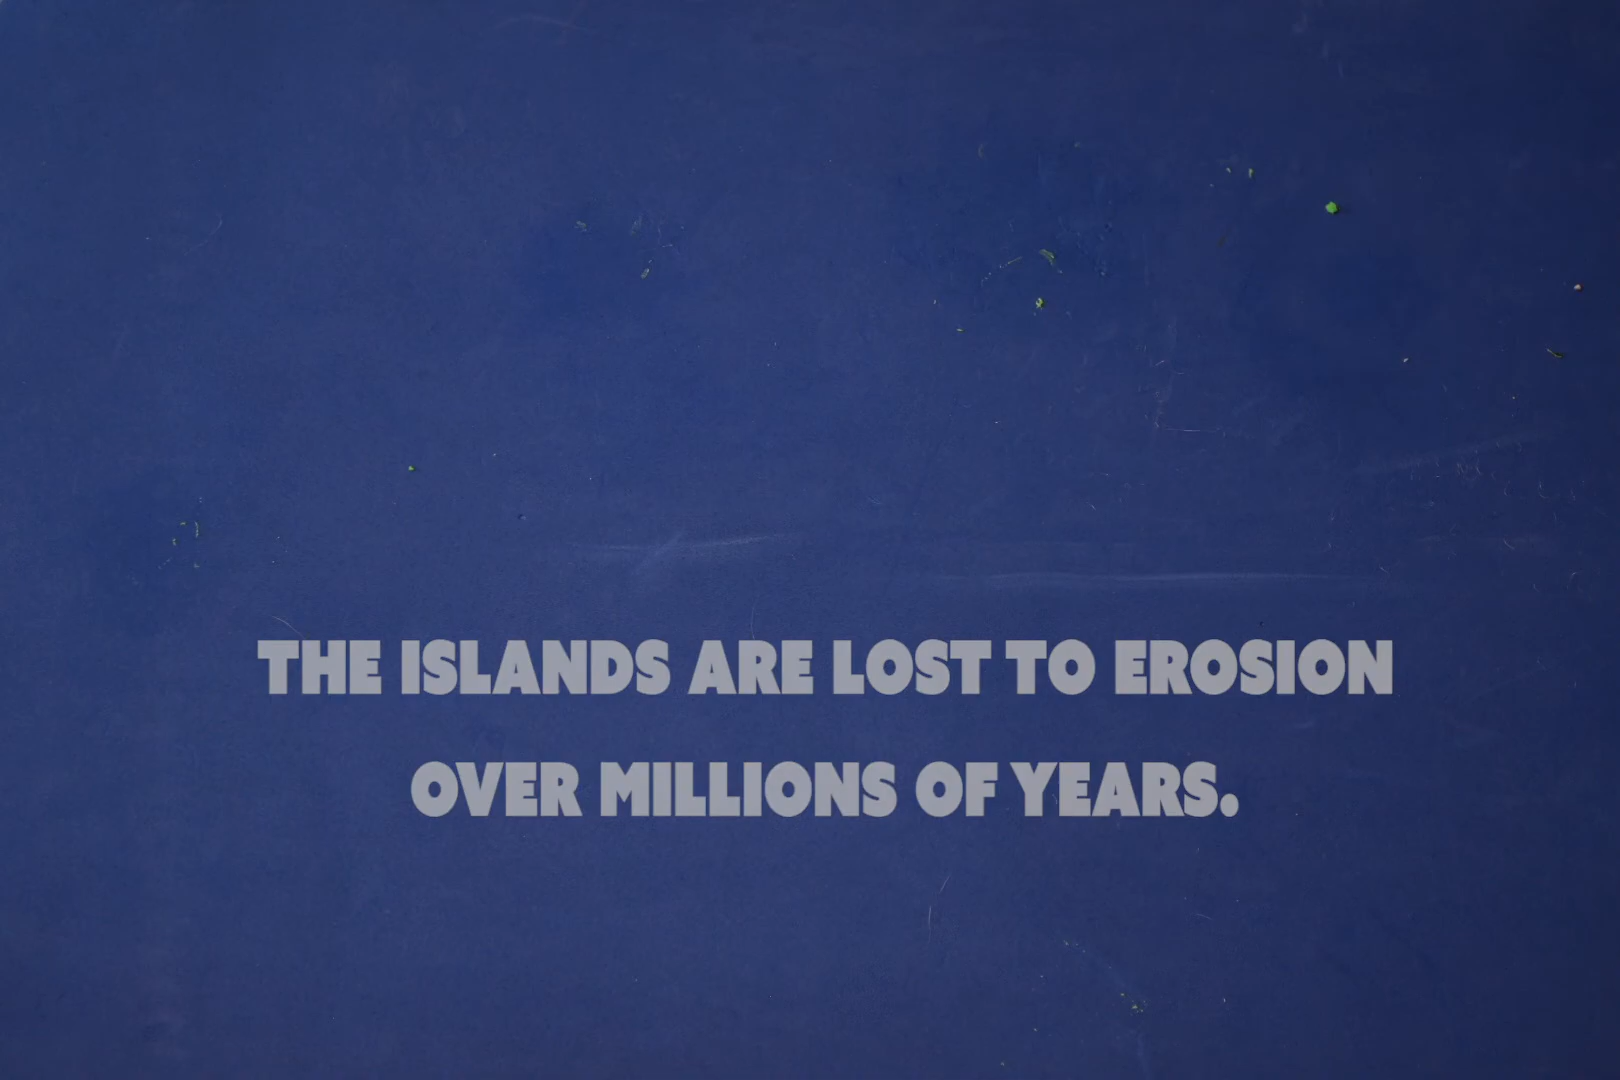 THE ISLANDS ARE LOST TO EROSION
OVER MILLIONS OF YEARS.